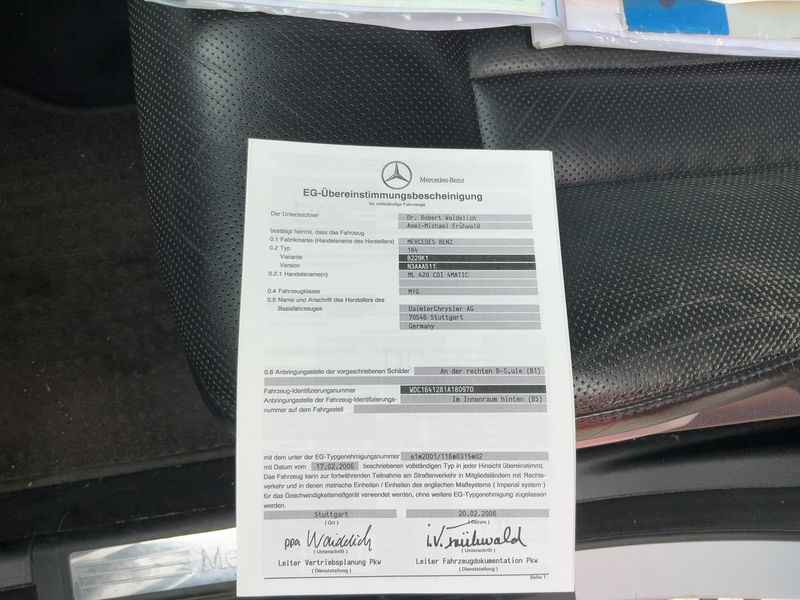 Mercedes-Benz
EG-Übereinstimmungsbescheinigung
für vollständige Fahrzeuge
Der Unterzeichner Dr. Robert Waidelich
Axel-Michael Frühwald
bestätigt hiermit, dass das Fahrzeug
0.1 Fabrikmarke (Handelsname des Herstellers) MERCEDES BENZ
0.2 Typ 164
Variante B229K1
Version N3AAA511
0.2.1 Handelsname(n) ML 420 CDI 4MATIC
0.4 Fahrzeugklasse M1G
0.5 Name und Anschrift des Herstellers des DaimlerChrysler AG
Basisfahrzeuges 70546 Stuttgart
Germany
0.6 Anbringungsstelle der vorgeschriebenen Schilder An der rechten B-S,ule (B1)
Fahrzeug-Identifizierungsnummer WDC1641281A180970
Anbringungsstelle der Fahrzeug-Identifizierungs- Im Innenraum hinten (B5)
nummer auf dem Fahrgestell
mit dem unter der EG-Typgenehmigungsnummer e1*2001/116*0315*02
mit Datum vom 17.02.2006 beschriebenen vollständigen Typ in jeder Hinsicht übereinstimmt.
Das Fahrzeug kann zur fortwährenden Teilnahme am Straßenverkehr in Mitgliedsländern mit Rechts-
verkehr und in denen metrische Einheiten / Einheiten des englischen Maßsystems ( Imperial system )
für das Geschwindigkeitsmeßgerät verwendet werden, ohne weitere EG-Typgenehmigung zugelassen
werden.
Stuttgart 20.02.2006
( Ort ) ( Datum )
ppa Waidelich i.V. Frühwald
( Unterschrift ) ( Unterschrift )
Leiter Vertriebsplanung Pkw Leiter Fahrzeugdokumentation Pkw
( Dienststellung ) ( Dienststellung )
Seite 1